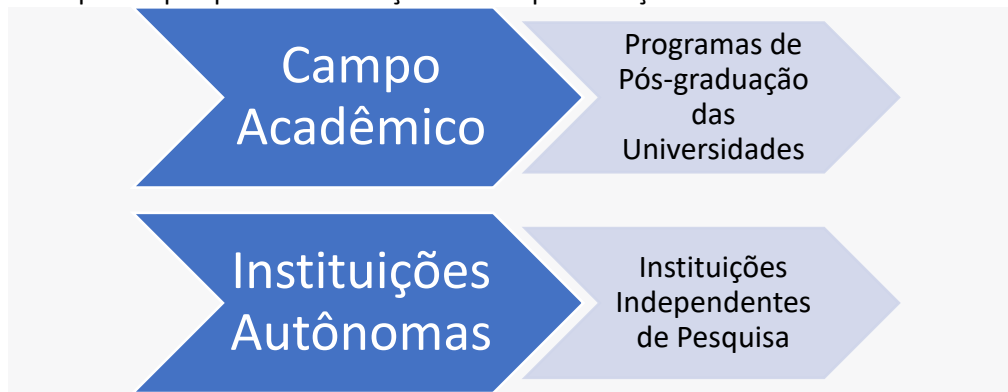 Campo
Acadêmico
Programas de
Pós-graduação
das
Universidades
Instituições
Autônomas
Instituições
Independentes
de Pesquisa